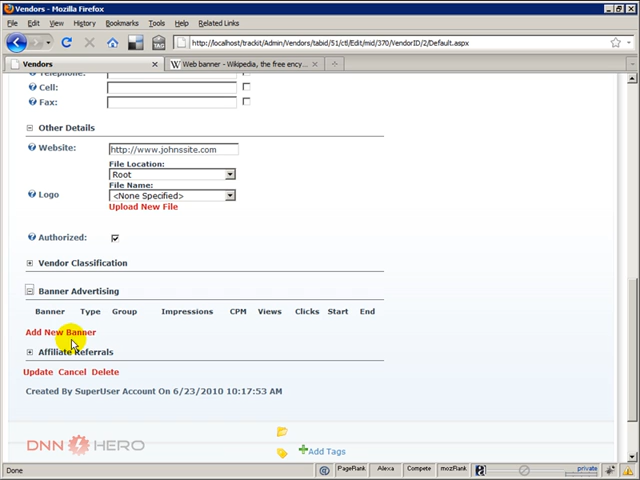 Vendors - Mozilla Firefox
File Edit View History Bookmarks Tools Help Related Links
http://localhost/trackit/Admin/Vendors/tabid/51/ctl/Edit/mid/370/VendorID/2/Default.aspx
Vendors
Web banner - Wikipedia, the free ency...
Telephone:
Cell:
Fax:
Other Details
Website: http://www.johnssite.com
File Location:
Root
File Name:
Logo <None Specified>
Upload New File
Authorized:
Vendor Classification
Banner Advertising
Banner Type Group Impressions CPM Views Clicks Start End
Add New Banner
Affiliate Referrals
Update Cancel Delete
Created By SuperUser Account On 6/23/2010 10:17:53 AM
DNN HERO
Add Tags
Done
PageRank Alexa Compete mozRank
private